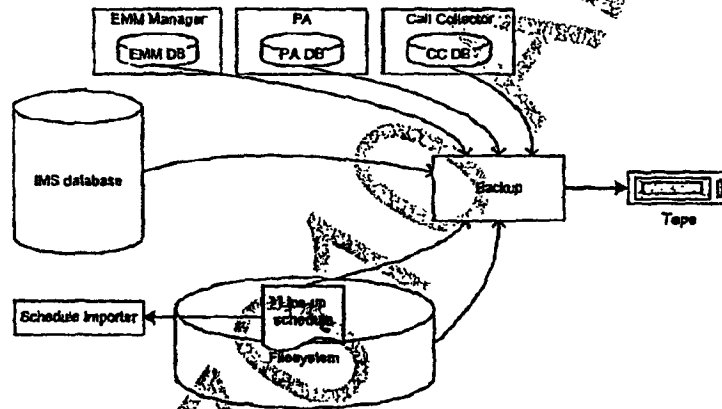 EMM Manager
PA
Call Collector
EMM DB
PA DB
CC DB
IMS database
Backup
Tape
Schedule Importer
schedule
Filesystem